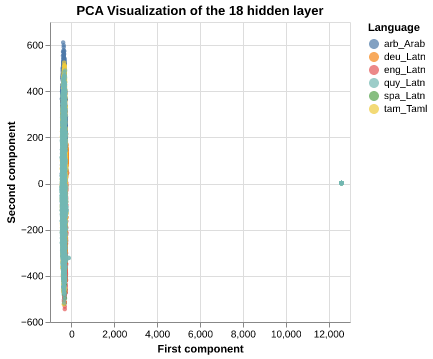 PCA Visualization of the 18 hidden layer
Language
arb_Arab
deu_Latn
eng_Latn
quy_Latn
spa_Latn
tam_Taml
600
400
200
0
−200
−400
−600
Second component
0
2,000
4,000
6,000
8,000
10,000
12,000
First component